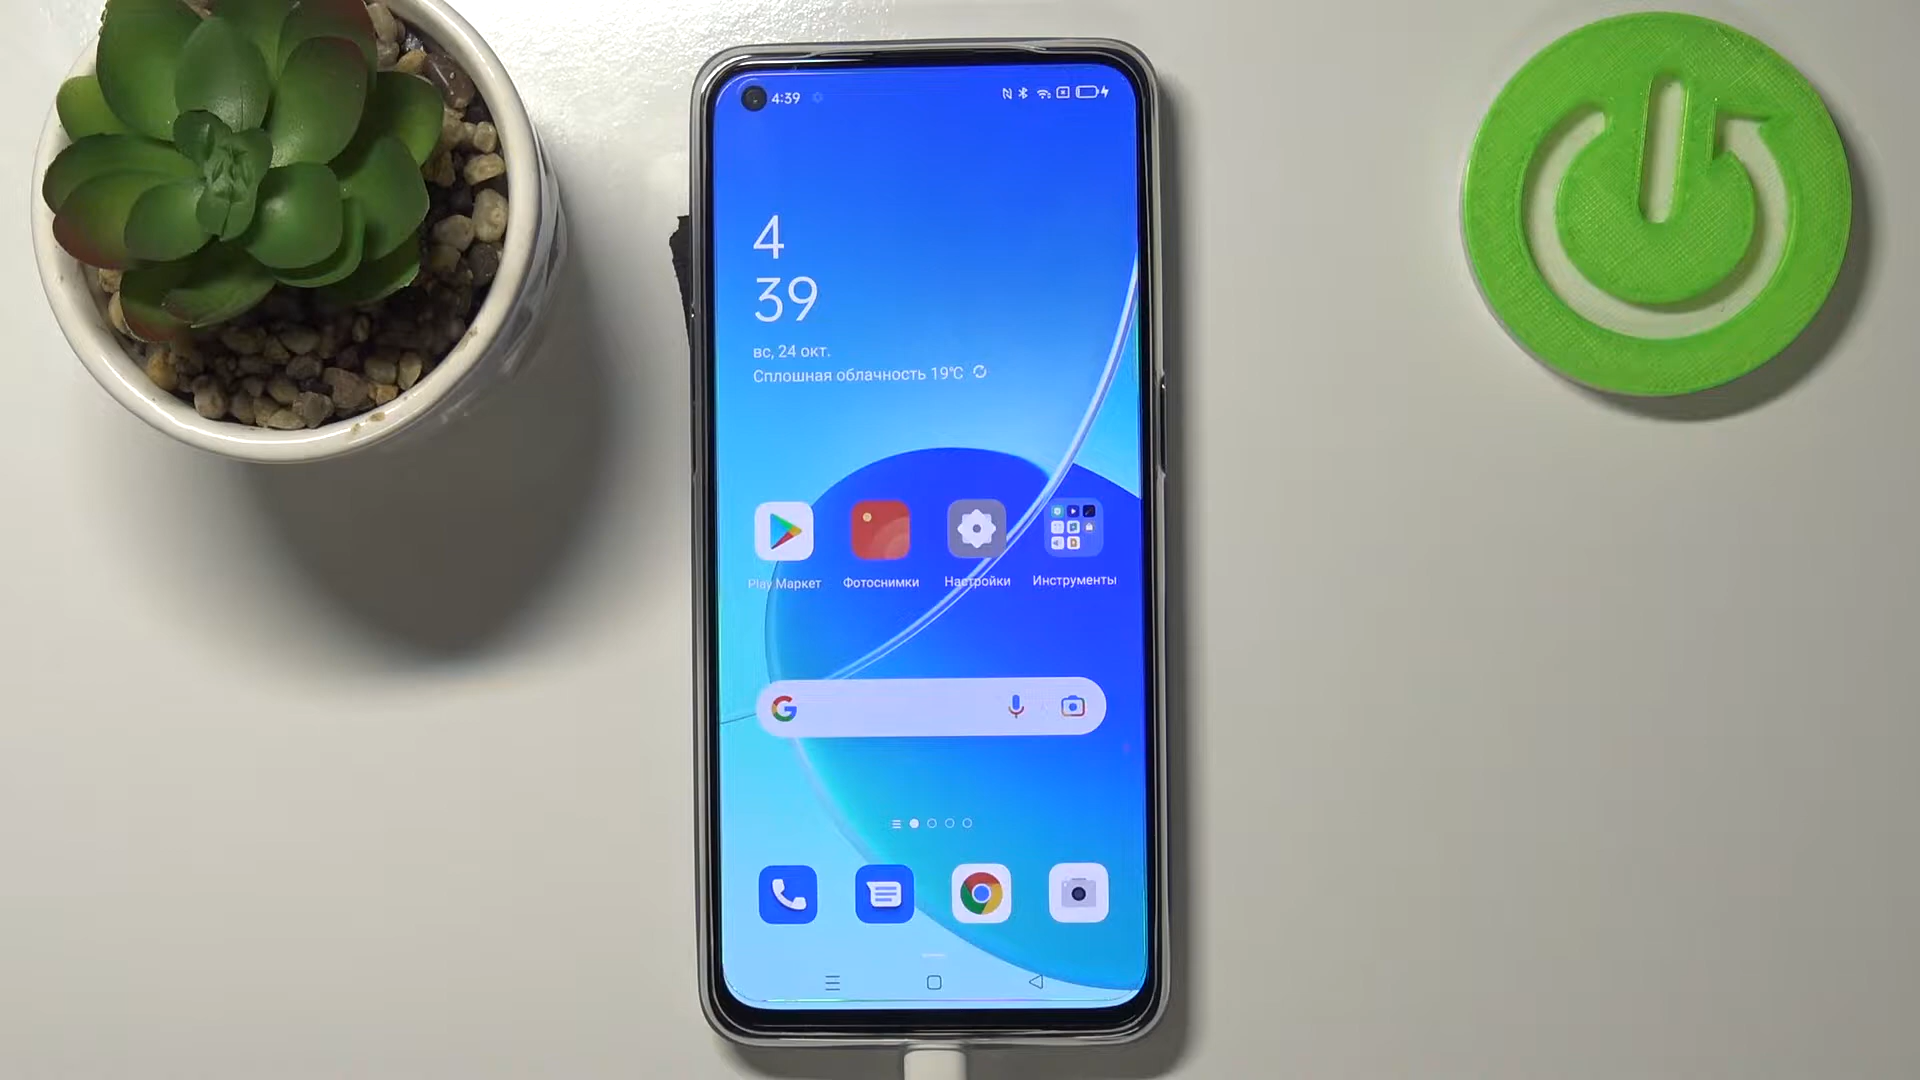 4:39
4
39
вс, 24 окт.
Сплошная облачность 19°C
Play Маркет
Фотоснимки
Настройки
Инструменты